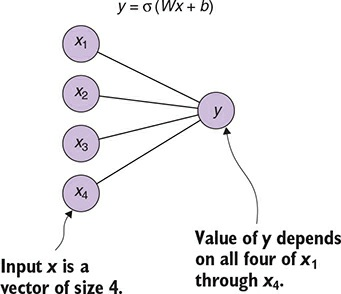 y = σ (Wx + b)
x₁
x₂
y
x₃
x₄
Input x is a
vector of size 4.
Value of y depends
on all four of x₁
through x₄.